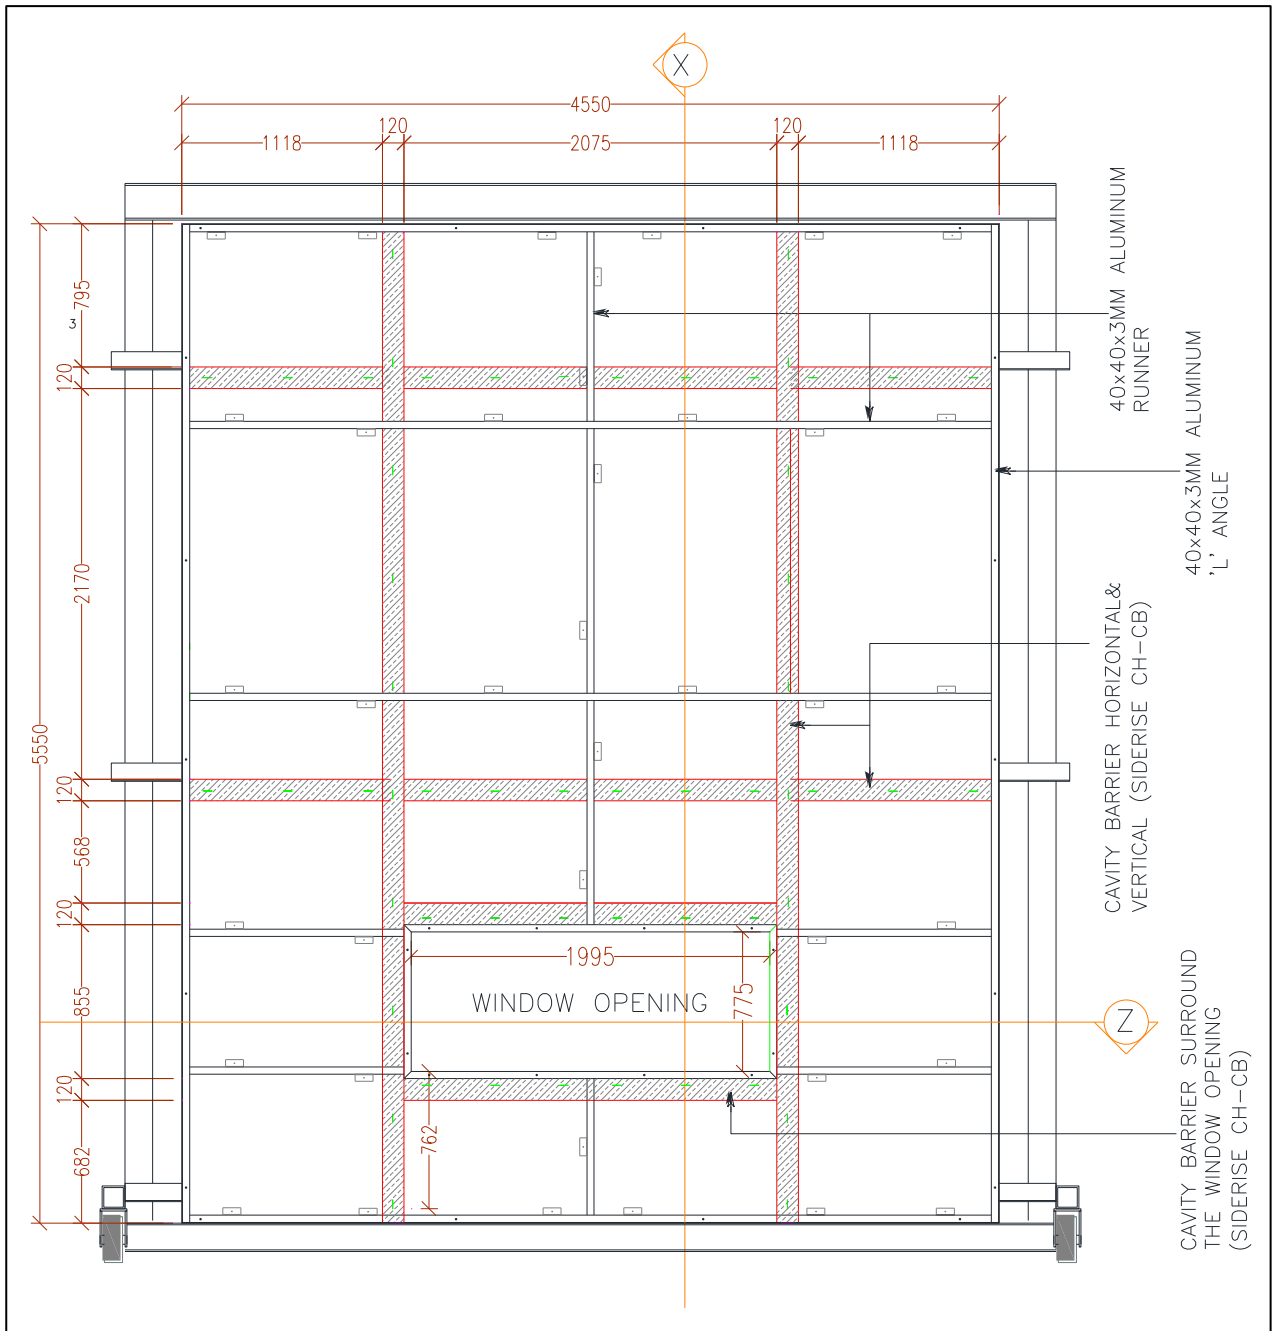 X
4550
120
120
1118
2075
1118
40x40x3MM ALUMINUM
RUNNER
795
3
120
40x40x3MM ALUMINUM
'L' ANGLE
2170
5550
CAVITY BARRIER HORIZONTAL&
VERTICAL (SIDERISE CH-CB)
120
568
120
1995
WINDOW OPENING
775
855
Z
CAVITY BARRIER SURROUND
THE WINDOW OPENING
(SIDERISE CH-CB)
120
762
682